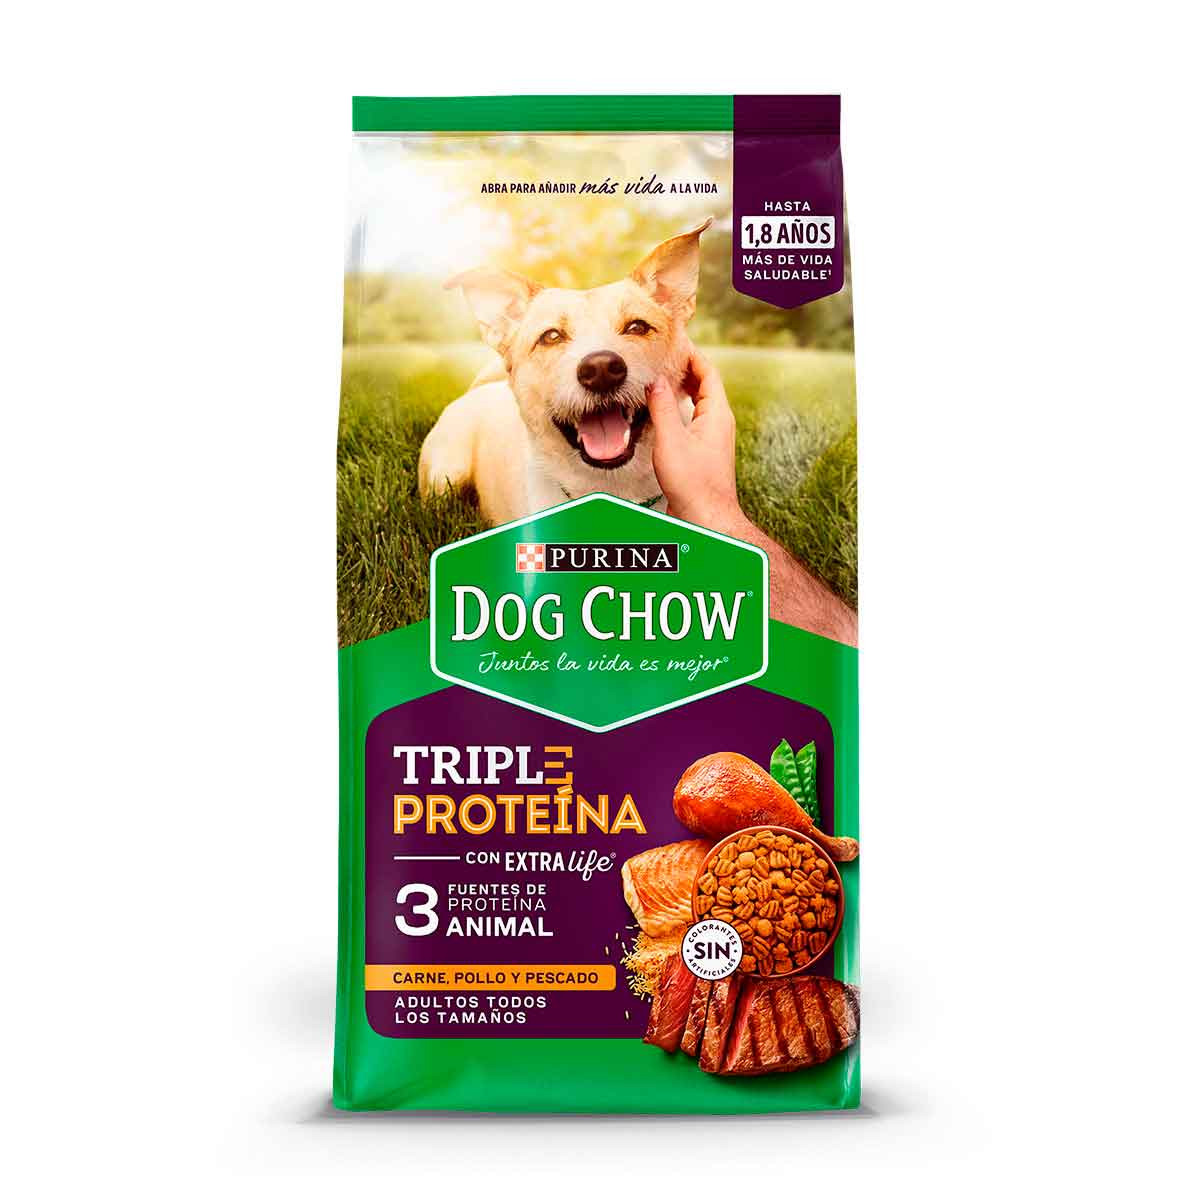 ABRA PARA AÑADIR más vida A LA VIDA
HASTA
1,8 AÑOS
MÁS DE VIDA
SALUDABLE¹
PURINA®
DOG CHOW®
Juntos la vida es mejor®
TRIPLE
PROTEÍNA
CON EXTRA life®
3 FUENTES DE
PROTEÍNA
ANIMAL
CARNE, POLLO Y PESCADO
ADULTOS TODOS
LOS TAMAÑOS
COLORANTES
SIN
ARTIFICIALES